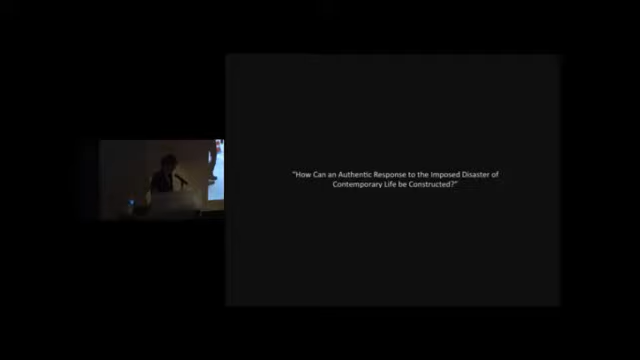 "How Can an Authentic Response to the Imposed Disaster of
Contemporary Life be Constructed?"